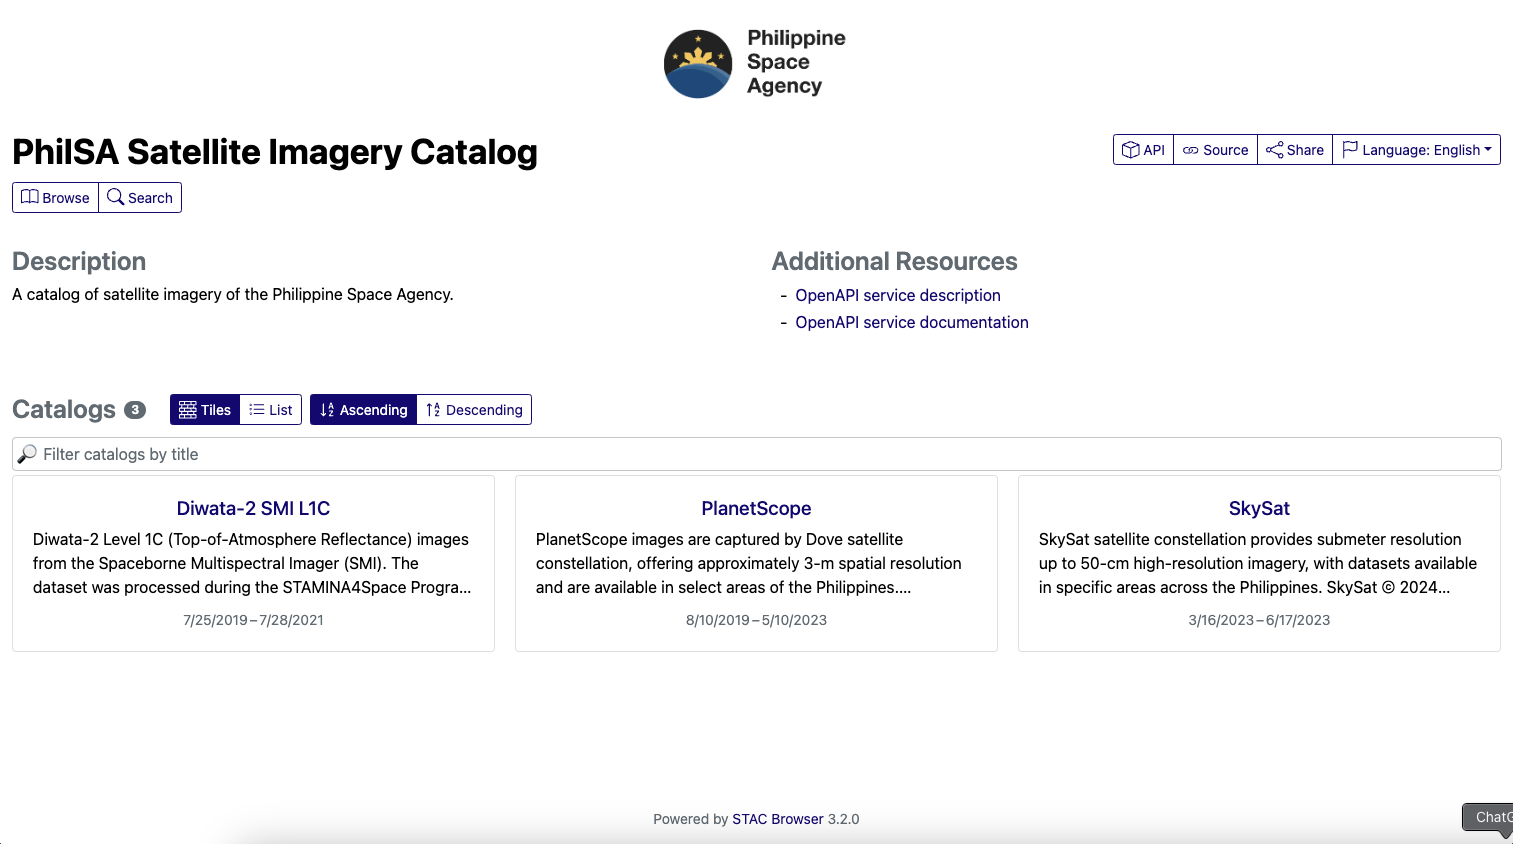 Philippine
Space
Agency
PhilSA Satellite Imagery Catalog
API Source Share Language: English
Browse Search
Description
A catalog of satellite imagery of the Philippine Space Agency.
Additional Resources
- OpenAPI service description
- OpenAPI service documentation
Catalogs 3 Tiles List Ascending Descending
Filter catalogs by title
Diwata-2 SMI L1C
Diwata-2 Level 1C (Top-of-Atmosphere Reflectance) images
from the Spaceborne Multispectral Imager (SMI). The
dataset was processed during the STAMINA4Space Progra...
7/25/2019 – 7/28/2021
PlanetScope
PlanetScope images are captured by Dove satellite
constellation, offering approximately 3-m spatial resolution
and are available in select areas of the Philippines....
8/10/2019 – 5/10/2023
SkySat
SkySat satellite constellation provides submeter resolution
up to 50-cm high-resolution imagery, with datasets available
in specific areas across the Philippines. SkySat © 2024...
3/16/2023 – 6/17/2023
Powered by STAC Browser 3.2.0